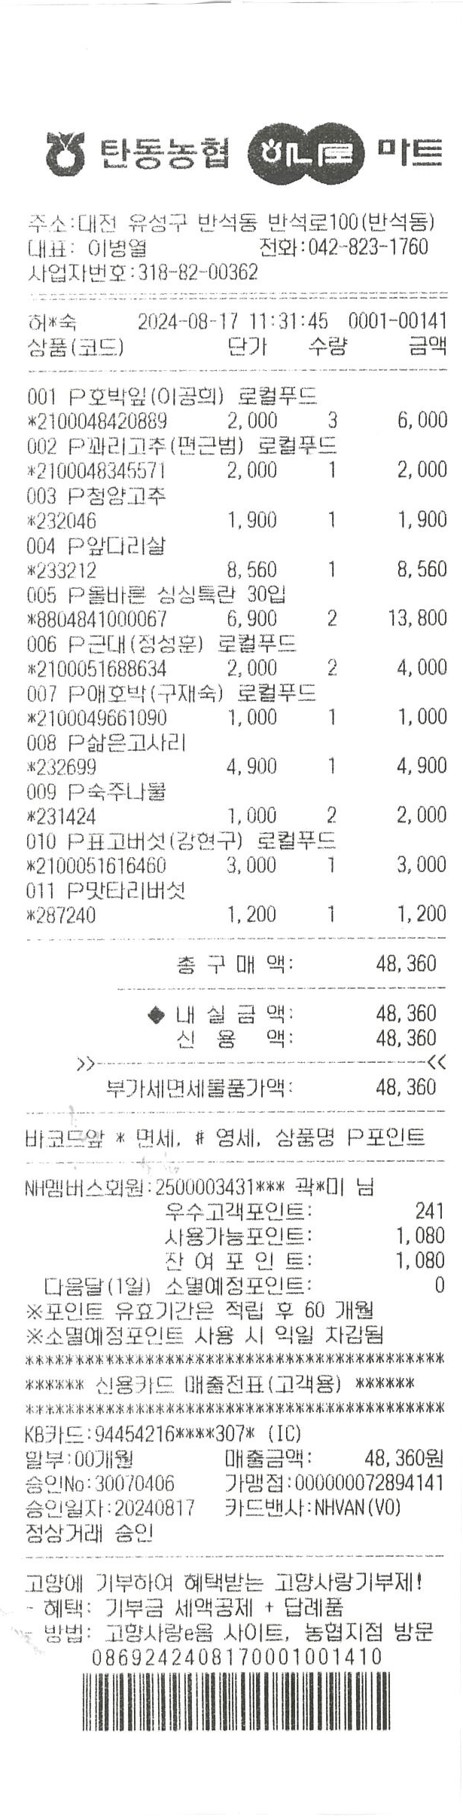 탄동농협 하나로 마트
주소:대전 유성구 반석동 반석로100(반석동)
대표: 이병열 전화:042-823-1760
사업자번호:318-82-00362
허*숙 2024-08-17 11:31:45 0001-00141
상품(코드) 단가 수량 금액
001 P호박잎(이공희) 로컬푸드
*2100048420889 2,000 3 6,000
002 P꽈리고추(편근범) 로컬푸드
*2100048345571 2,000 1 2,000
003 P청양고추
*232046 1,900 1 1,900
004 P앞다리살
*233212 8,560 1 8,560
005 P올바른 싱싱특란 30입
*8804841000067 6,900 2 13,800
006 P근대(정성훈) 로컬푸드
*2100051688634 2,000 2 4,000
007 P애호박(구재숙) 로컬푸드
*2100049661090 1,000 1 1,000
008 P삶은고사리
*232699 4,900 1 4,900
009 P숙주나물
*231424 1,000 2 2,000
010 P표고버섯(강현구) 로컬푸드
*2100051616460 3,000 1 3,000
011 P맛타리버섯
*287240 1,200 1 1,200
총 구 매 액: 48,360
◆ 내 실 금 액: 48,360
신 용 액: 48,360
>>---<<
부가세면세물품가액: 48,360
바코드앞 * 면세, # 영세, 상품명 P포인트
NH멤버스회원:2500003431*** 곽*미 님
우수고객포인트: 241
사용가능포인트: 1,080
잔 여 포 인 트: 1,080
다음달(1일) 소멸예정포인트: 0
※포인트 유효기간은 적립 후 60 개월
※소멸예정포인트 사용 시 익일 차감됨
****************************************
****** 신용카드 매출전표(고객용) ******
****************************************
KB카드:94454216****307* (IC)
할부:00개월 매출금액: 48,360원
승인No:30070406 가맹점:000000072894141
승인일자:20240817 카드밴사:NHVAN(V0)
정상거래 승인
고향에 기부하여 혜택받는 고향사랑기부제!
- 혜택: 기부금 세액공제 + 답례품
- 방법: 고향사랑e음 사이트, 농협지점 방문
08692424081700010014​10